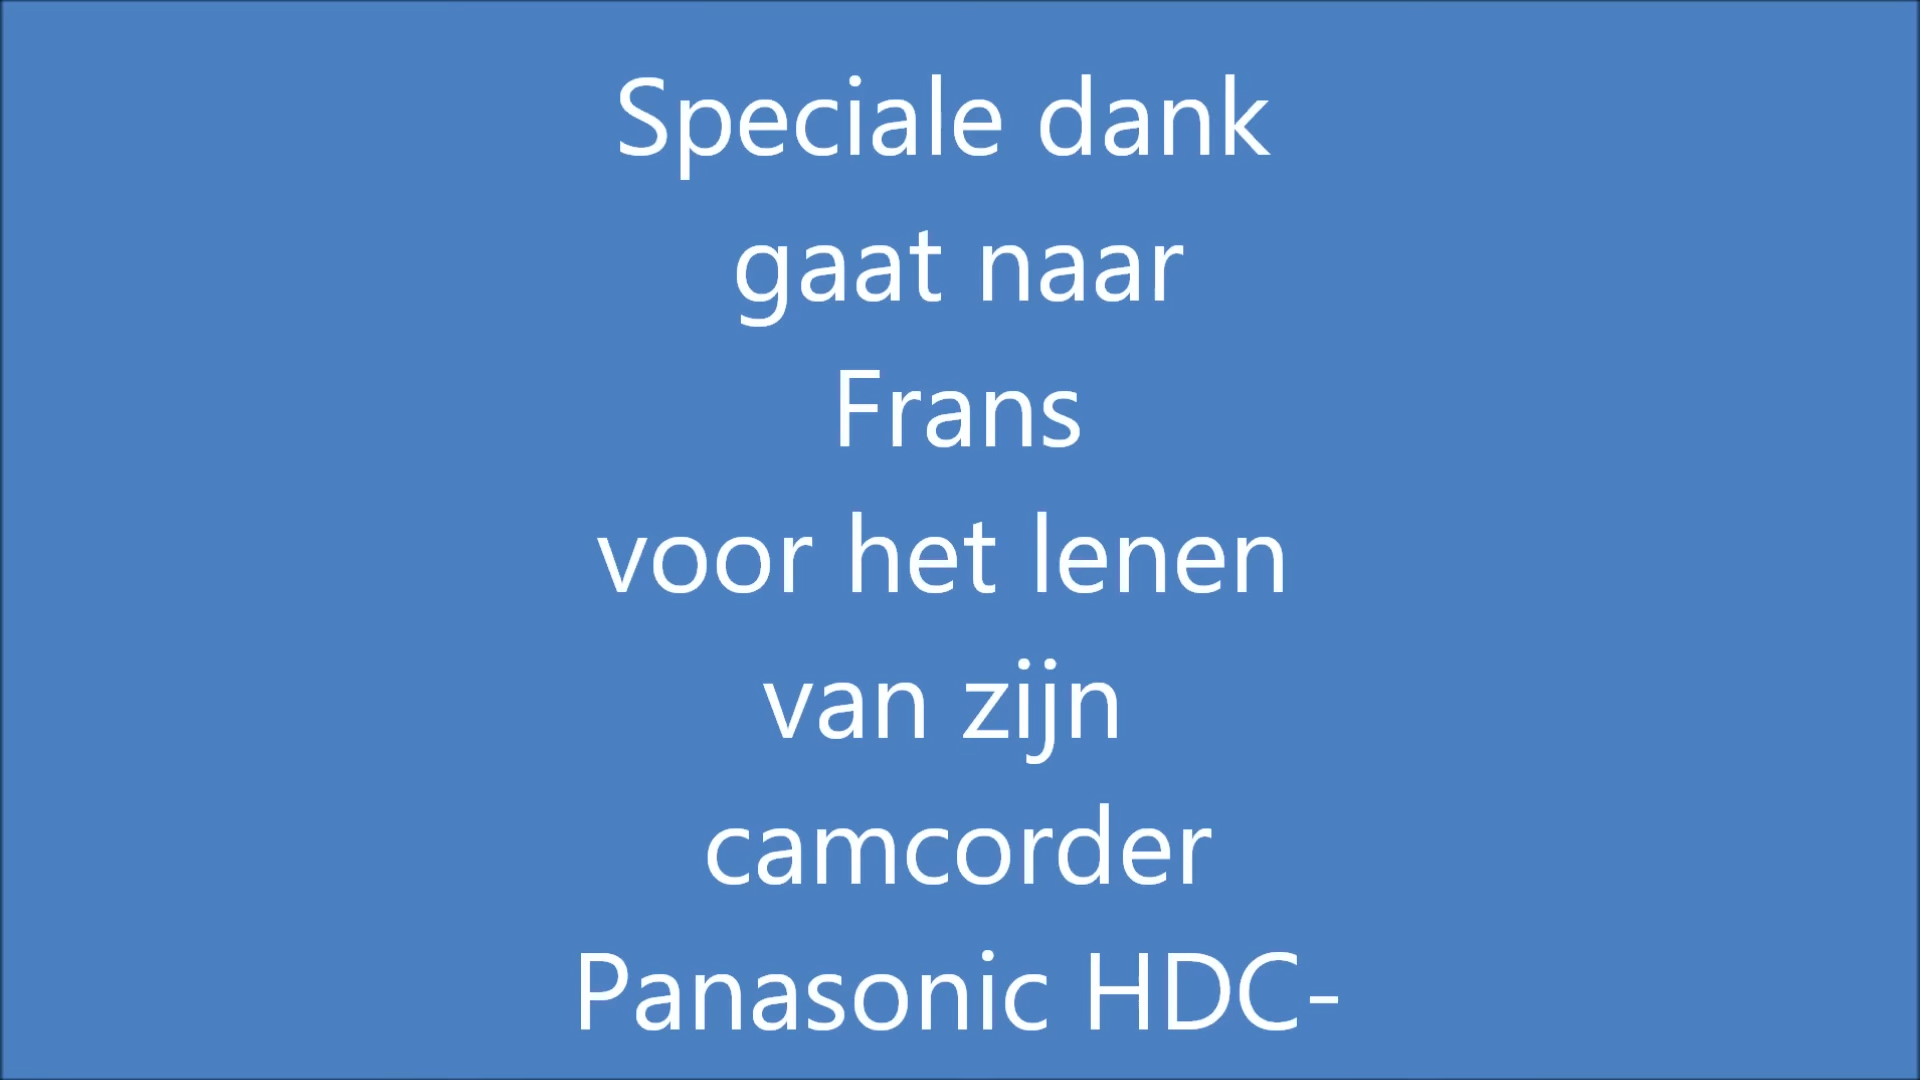 Speciale dank
gaat naar
Frans
voor het lenen
van zijn
camcorder
Panasonic HDC-